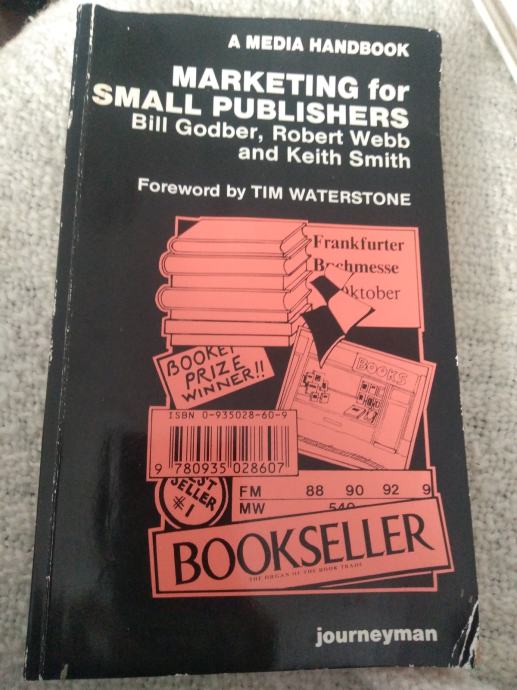 A MEDIA HANDBOOK
MARKETING for
SMALL PUBLISHERS
Bill Godber, Robert Webb
and Keith Smith
Foreword by TIM WATERSTONE
Frankfurter
Buchmesse
Oktober
BOOKS
BOOKER
PRIZE
WINNER!!
ISBN 0-935028-60-9
9 780935 028607
BEST
SELLER
#1
FM 88 90 92 9
MW 540
BOOKSELLER
THE ORGAN OF THE BOOK TRADE
journeyman